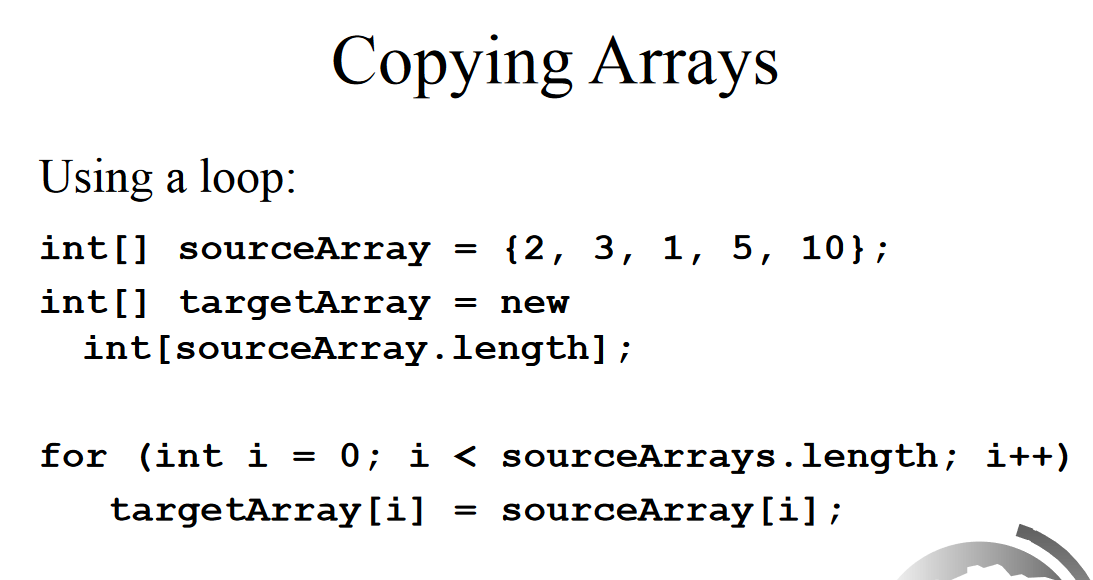 Copying Arrays
Using a loop:
int[] sourceArray = {2, 3, 1, 5, 10};
int[] targetArray = new
int[sourceArray.length];
for (int i = 0; i < sourceArrays.length; i++)
targetArray[i] = sourceArray[i];